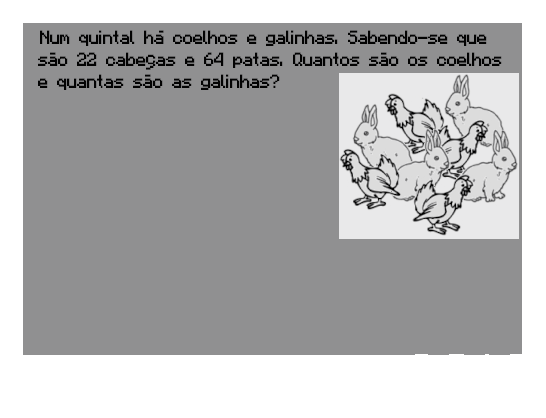 Num quintal há coelhos e galinhas. Sabendo-se que
são 22 cabeças e 64 patas. Quantos são os coelhos
e quantas são as galinhas?